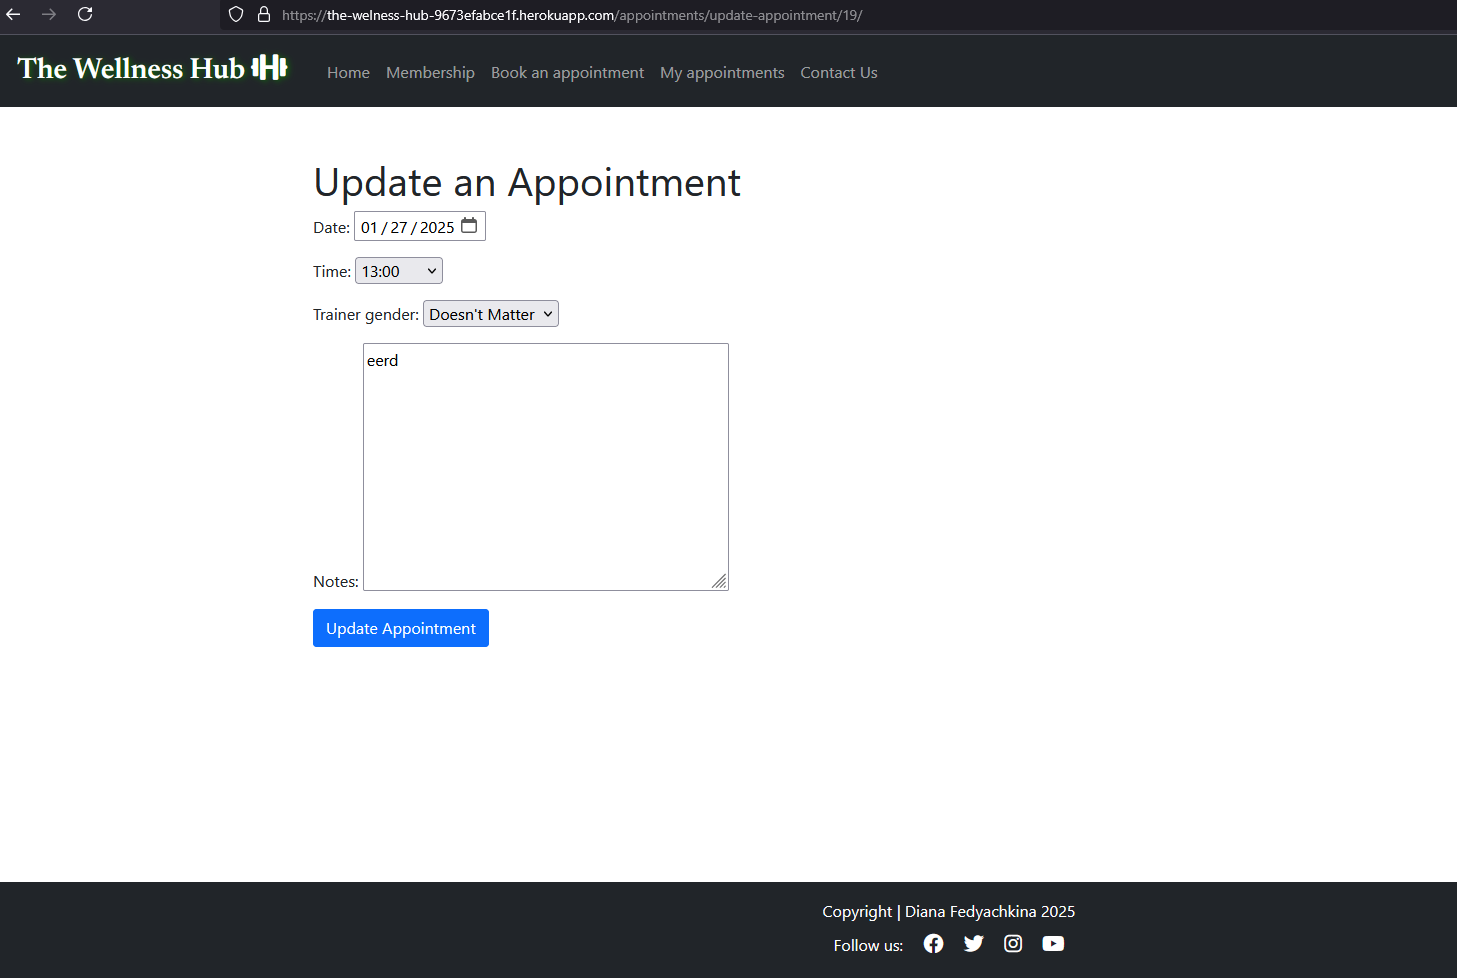 https://the-welness-hub-9673efabce1f.herokuapp.com/appointments/update-appointment/19/
The Wellness Hub Home Membership Book an appointment My appointments Contact Us
Update an Appointment
Date: 01/27/2025
Time: 13:00
Trainer gender: Doesn't Matter
eerd
Notes:
Update Appointment
Copyright | Diana Fedyachkina 2025
Follow us: